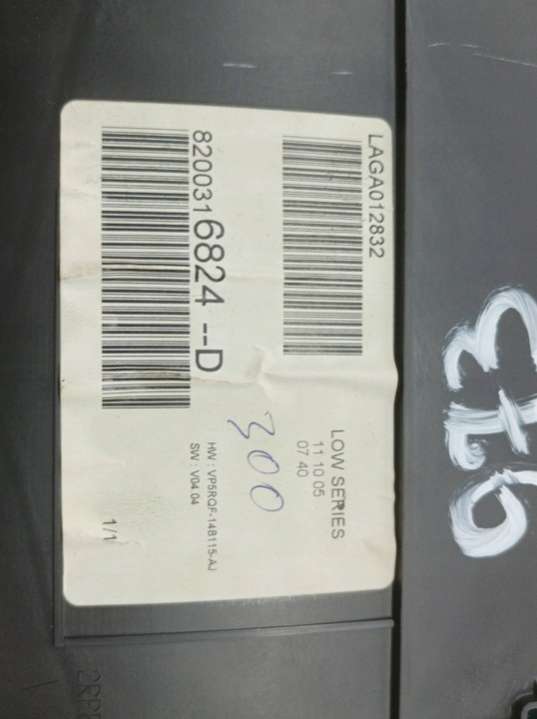 LAGA012832
8200316824 --D
LOW SERIES
11 10 05
07 40
300
HW : VP5RQF-14B115-AJ
SW : V04.04
1/1